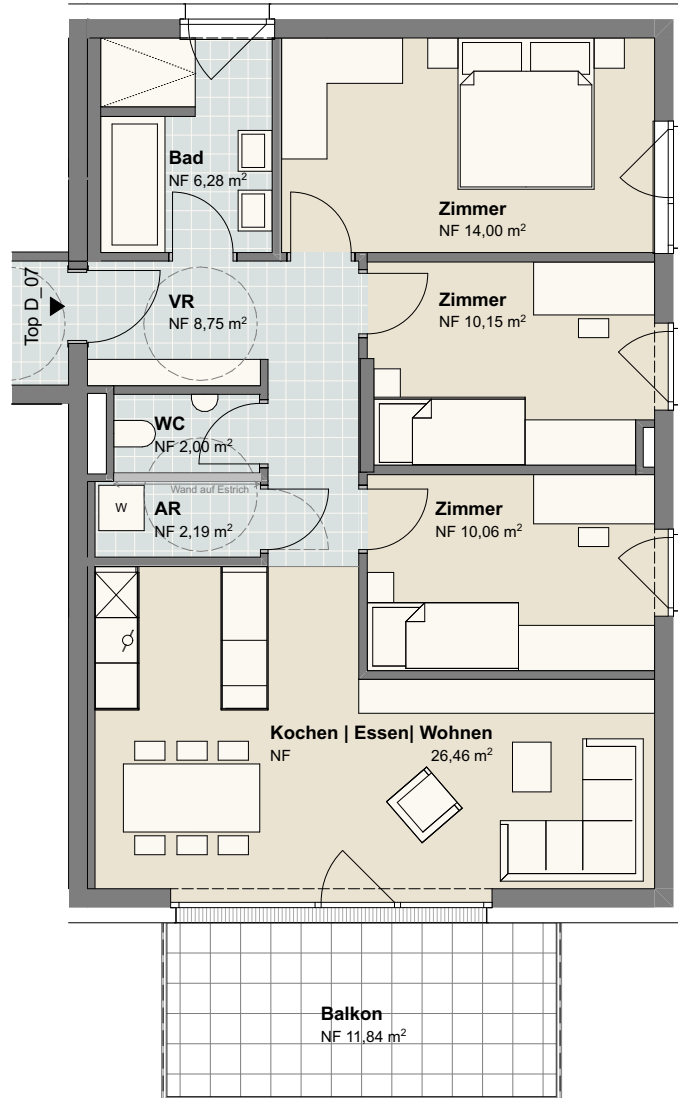 Bad
NF 6,28 m²
Zimmer
NF 14,00 m²
Top D_07
VR
NF 8,75 m²
Zimmer
NF 10,15 m²
WC
NF 2,00 m²
Wand auf Estrich
W
AR
NF 2,19 m²
Zimmer
NF 10,06 m²
Kochen | Essen| Wohnen
NF 26,46 m²
Balkon
NF 11,84 m²